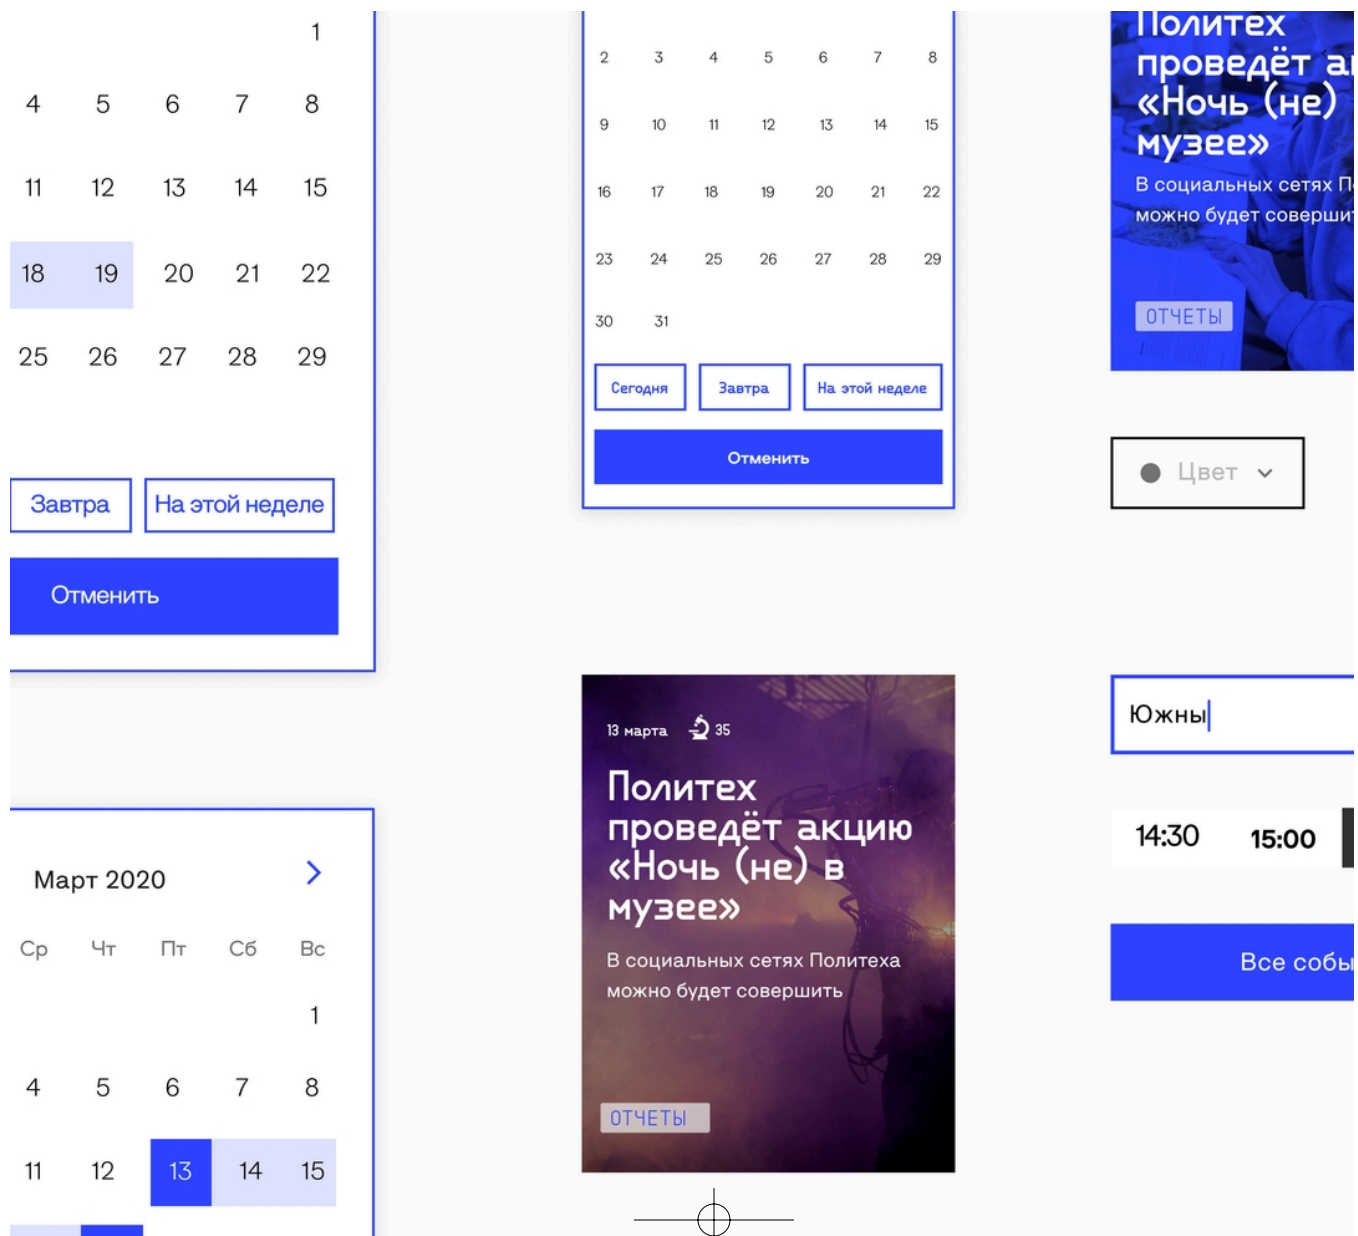 1
4 5 6 7 8
11 12 13 14 15
18 19 20 21 22
25 26 27 28 29
Завтра
На этой неделе
Отменить
Март 2020
Ср Чт Пт Сб Вс
1
4 5 6 7 8
11 12 13 14 15
2 3 4 5 6 7 8
9 10 11 12 13 14 15
16 17 18 19 20 21 22
23 24 25 26 27 28 29
30 31
Сегодня
Завтра
На этой неделе
Отменить
13 марта 35
Политех
проведёт акцию
«Ночь (не) в
музее»
В социальных сетях Политеха
можно будет совершить
ОТЧЕТЫ
Политех
проведёт
«Ночь (не)
музее»
В социальных сетях
можно будет
ОТЧЕТЫ
Цвет
Южны
14:30 15:00
Все